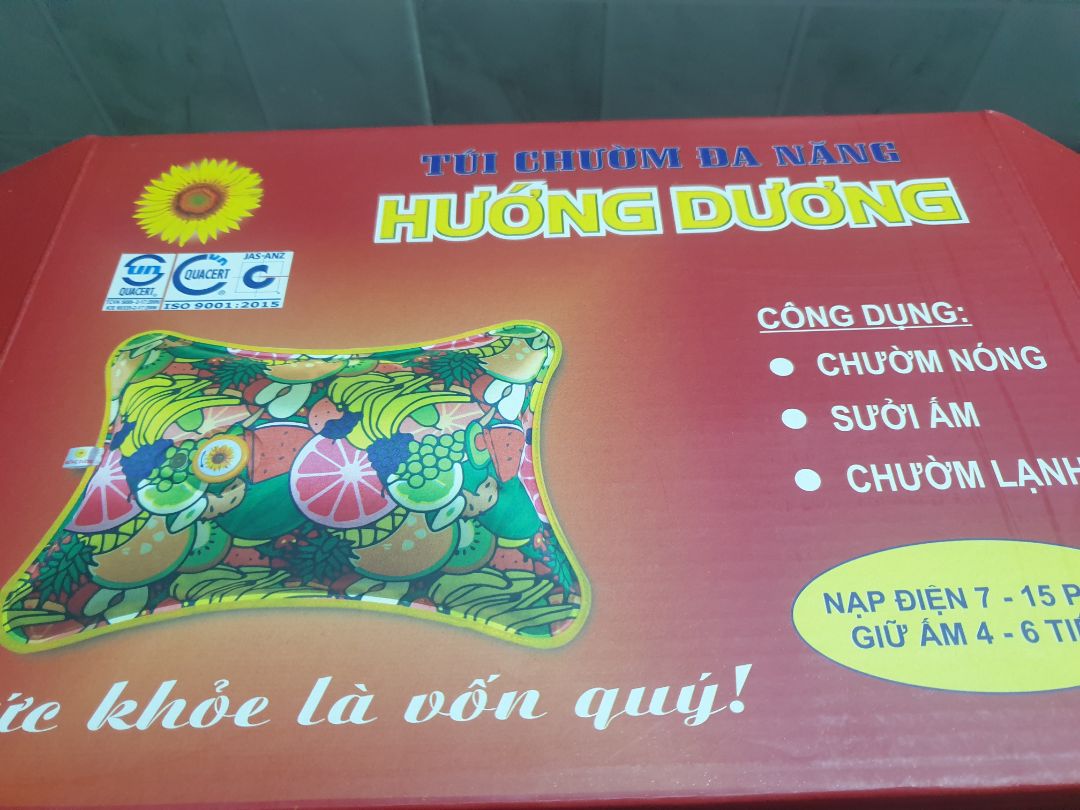 TÚI CHƯỜM ĐA NĂNG
HƯỚNG DƯƠNG
QUACERT
QUACERT
JAS-ANZ
ISO 9001:2015
CÔNG DỤNG:
CHƯỜM NÓNG
SƯỞI ẤM
CHƯỜM LẠNH
NẠP ĐIỆN 7 - 15
GIỮ ẤM 4 - 6
khỏe là vốn quý!